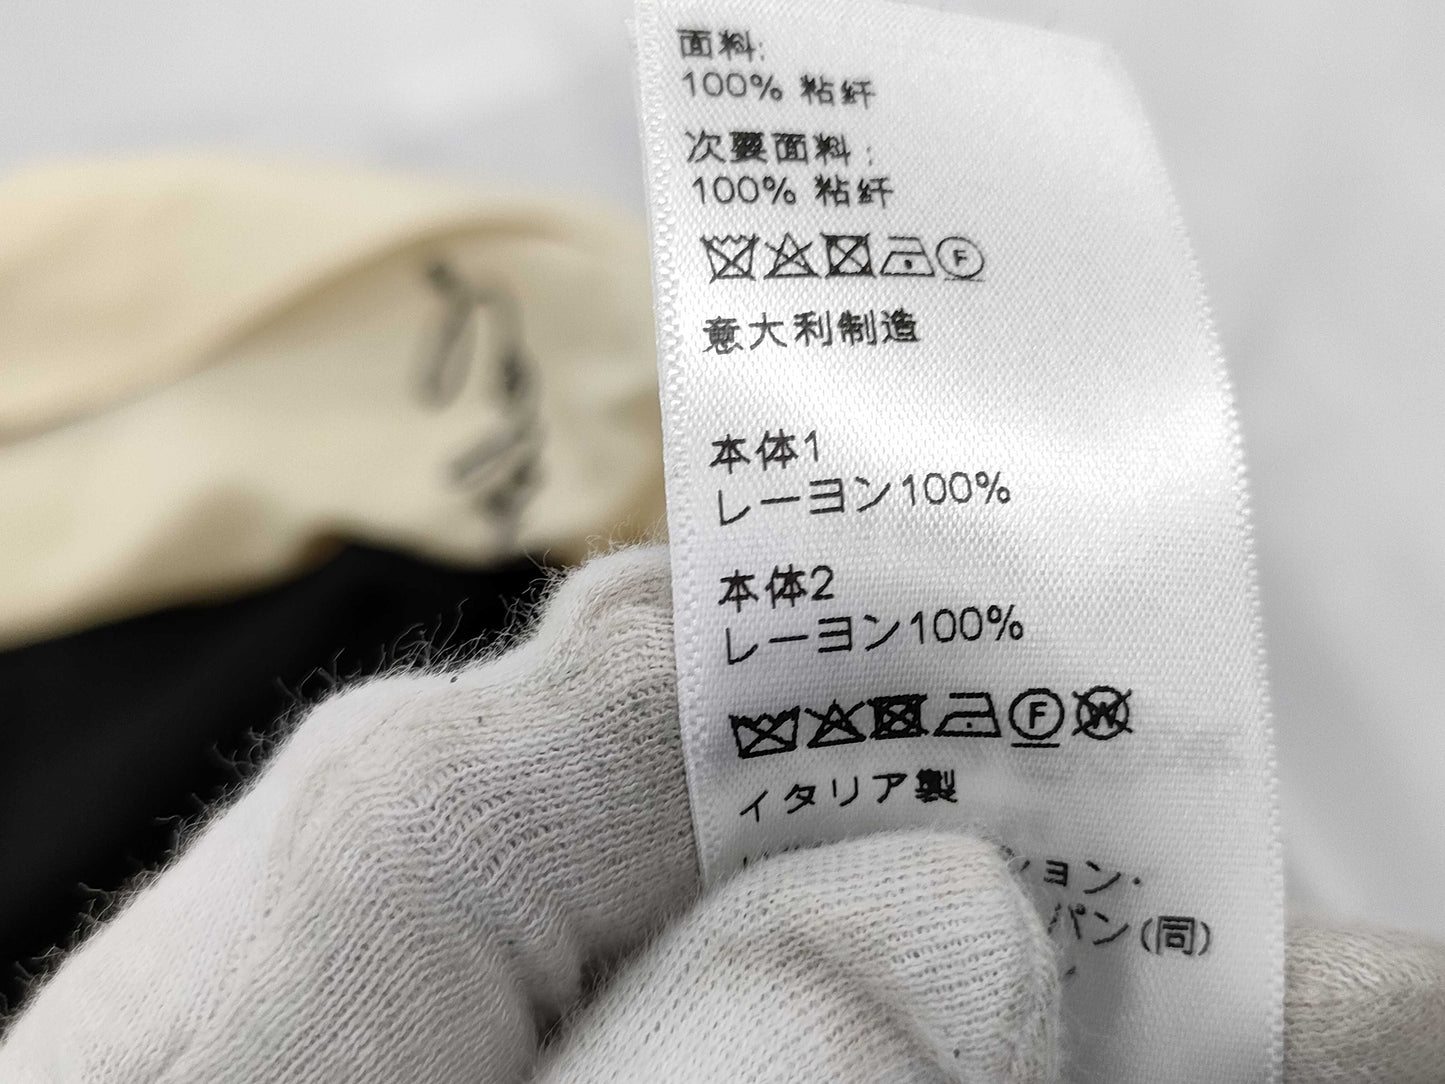 面料:
100% 粘纤
次要面料:
100% 粘纤
F
意大利制造
本体1
レーヨン100%
本体2
レーヨン100%
F W
イタリア製
ション・
パン(同)